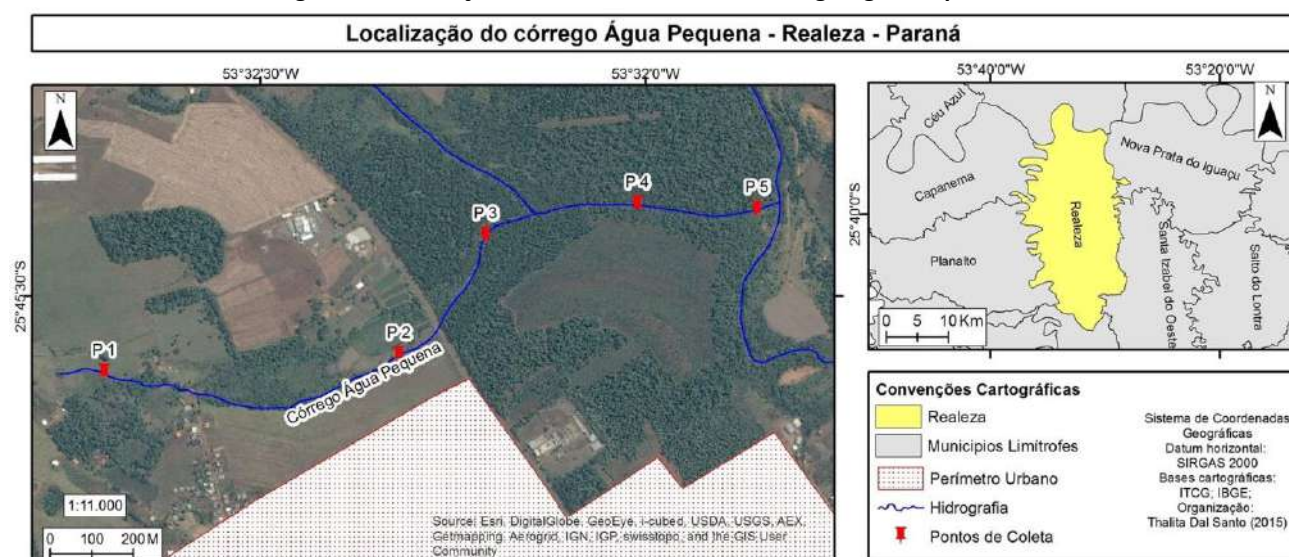 Localização do córrego Água Pequena - Realeza - Paraná
53°32'30"W
53°32'0"W
25°45'30"S
N
P 1
P 2
P 3
P 4
P 5
Córrego Água Pequena
1:11.000
0 100 200 M
Source: Esri, DigitalGlobe, GeoEye, i-cubed, USDA, USGS, AEX,
Getmapping, Aerogrid, IGN, IGP, swisstopo, and the GIS User
Community
53°40'0"W
53°20'0"W
25°40'0"S
N
Céu Azul
Nova Prata do Iguaçu
Capanema
Realeza
Planalto
Santa Izabel do Oeste
Salto do Lontra
0 5 10 Km
Convenções Cartográficas
Realeza
Municipios Limítrofes
Perímetro Urbano
Hidrografia
Pontos de Coleta
Sistema de Coordenadas
Geográficas
Datum horizontal:
SIRGAS 2000
Bases cartográficas:
ITCG; IBGE;
Organização:
Thalita Dal Santo (2015)